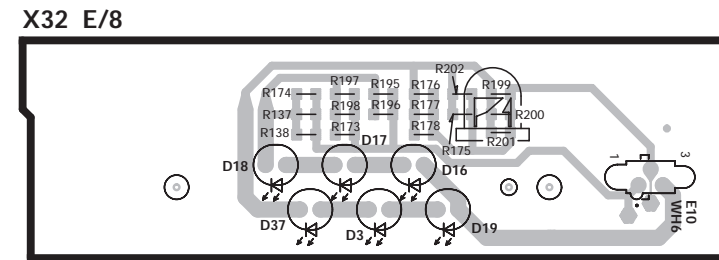 X32 E/8
R202
R197 R195 R176 R199
R174
R198 R196 R177 R200
R137
R138 R173 R178 R201
D17 R175
D18 D16
1 3
E10
WH6
D37 D3 D19